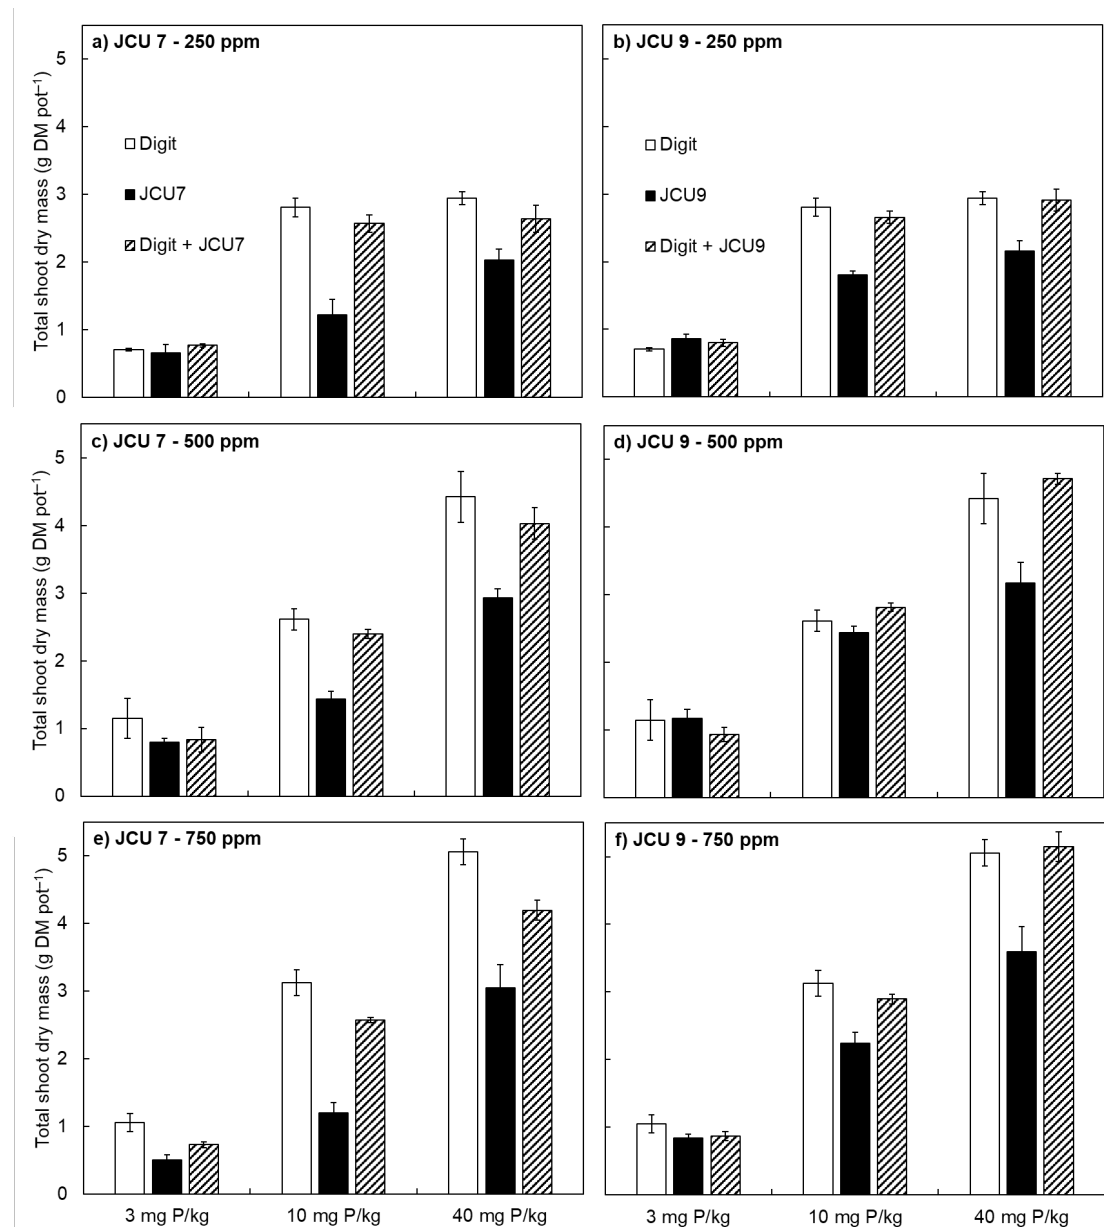 a) JCU 7 - 250 ppm
Total shoot dry mass (g DM pot⁻¹)
5
4
3
2
1
0
Digit
JCU7
Digit + JCU7
b) JCU 9 - 250 ppm
Digit
JCU9
Digit + JCU9
c) JCU 7 - 500 ppm
Total shoot dry mass (g DM pot⁻¹)
5
4
3
2
1
0
d) JCU 9 - 500 ppm
e) JCU 7 - 750 ppm
Total shoot dry mass (g DM pot⁻¹)
5
4
3
2
1
0
3 mg P/kg 10 mg P/kg 40 mg P/kg
f) JCU 9 - 750 ppm
3 mg P/kg 10 mg P/kg 40 mg P/kg